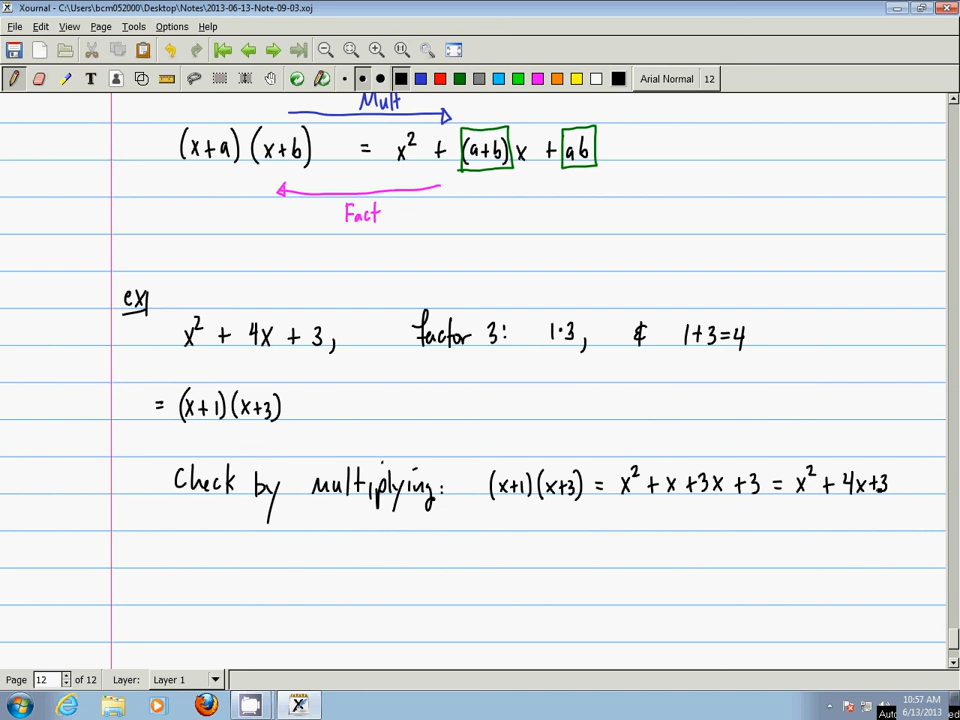 Xournal - C:\Users\bcm052000\Desktop\Notes\2013-06-13-Note-09-03.xoj
File Edit View Page Tools Options Help
T Arial Normal 12
Mult
(x+a)(x+b) = x² + (a+b)x + ab
Fact
ex
x² + 4x + 3, factor 3: 1·3, & 1+3=4
= (x+1)(x+3)
Check by multiplying: (x+1)(x+3) = x² + x + 3x + 3 = x² + 4x+3
Page 12 of 12 Layer: Layer 1
10:57 AM
6/13/2013